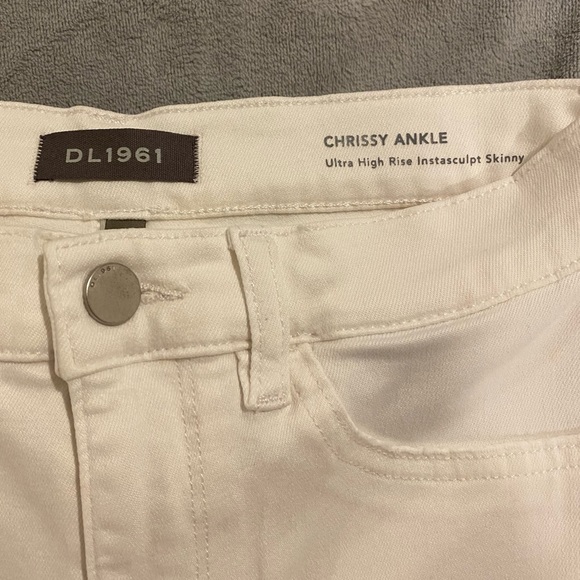 DL1961
CHRISSY ANKLE
Ultra High Rise Instasculpt Skinny